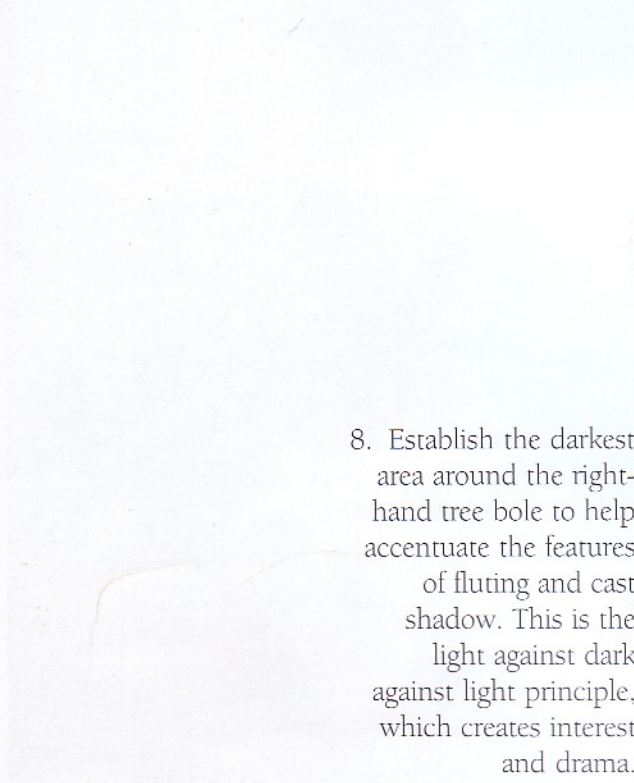 8. Establish the darkest
area around the right-
hand tree bole to help
accentuate the features
of fluting and cast
shadow. This is the
light against dark
against light principle,
which creates interest
and drama.